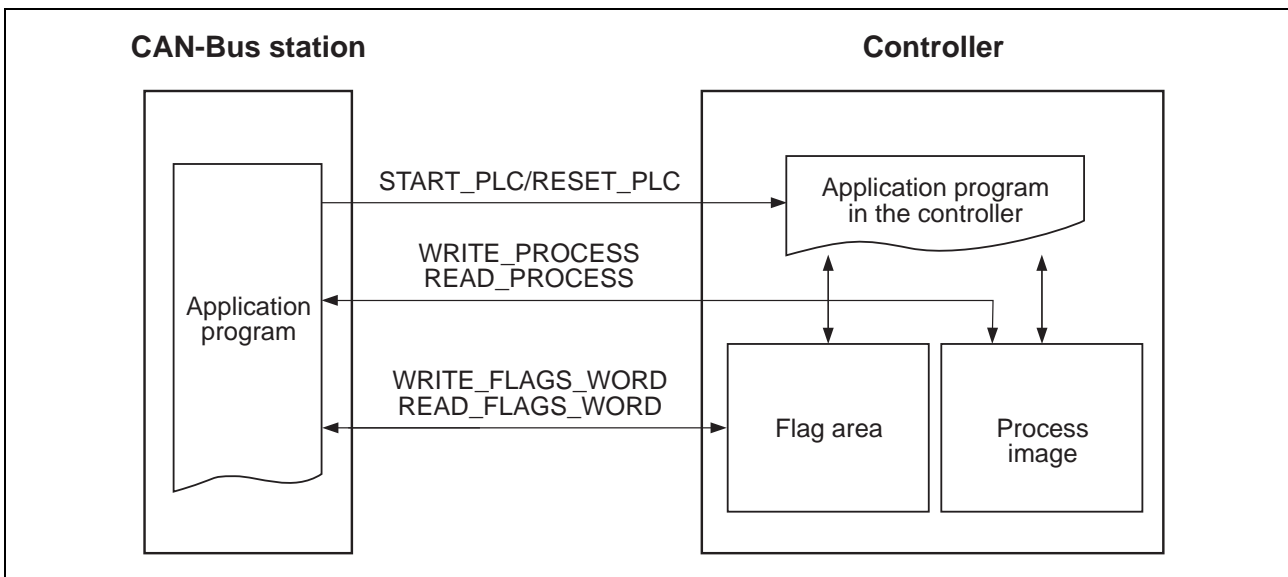 CAN-Bus station
Controller
START_PLC/RESET_PLC
Application program
in the controller
WRITE_PROCESS
READ_PROCESS
Application
program
WRITE_FLAGS_WORD
READ_FLAGS_WORD
Flag area
Process
image